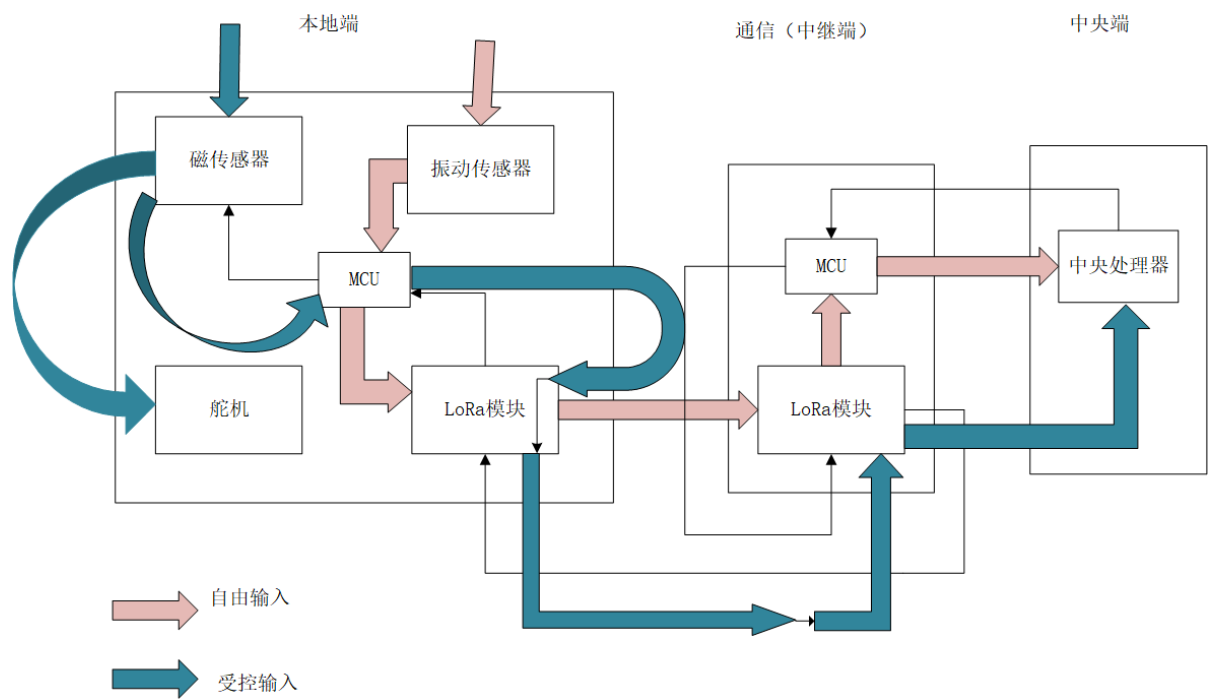 本地端
通信（中继端）
中央端
磁传感器
振动传感器
MCU
MCU
中央处理器
舵机
LoRa模块
LoRa模块
自由输入
受控输入